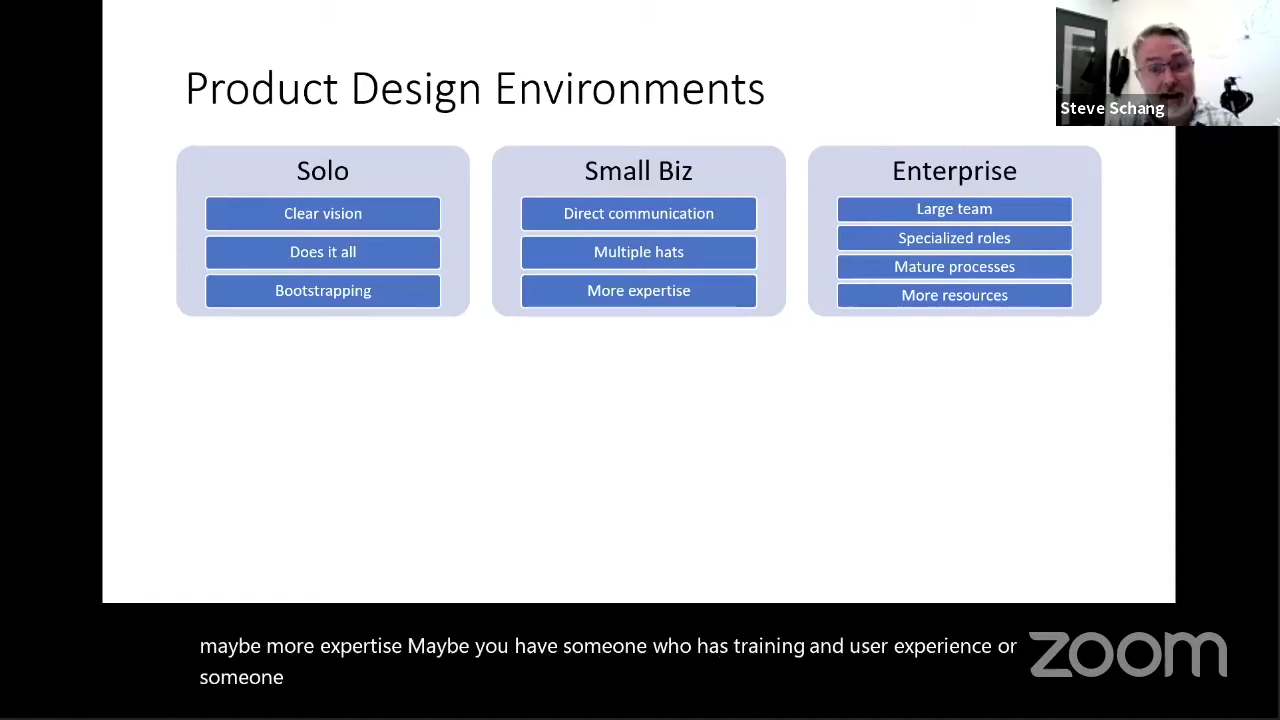 Product Design Environments
Steve Schang
Solo
Clear vision
Does it all
Bootstrapping
Small Biz
Direct communication
Multiple hats
More expertise
Enterprise
Large team
Specialized roles
Mature processes
More resources
maybe more expertise Maybe you have someone who has training and user experience or
someone
zoom